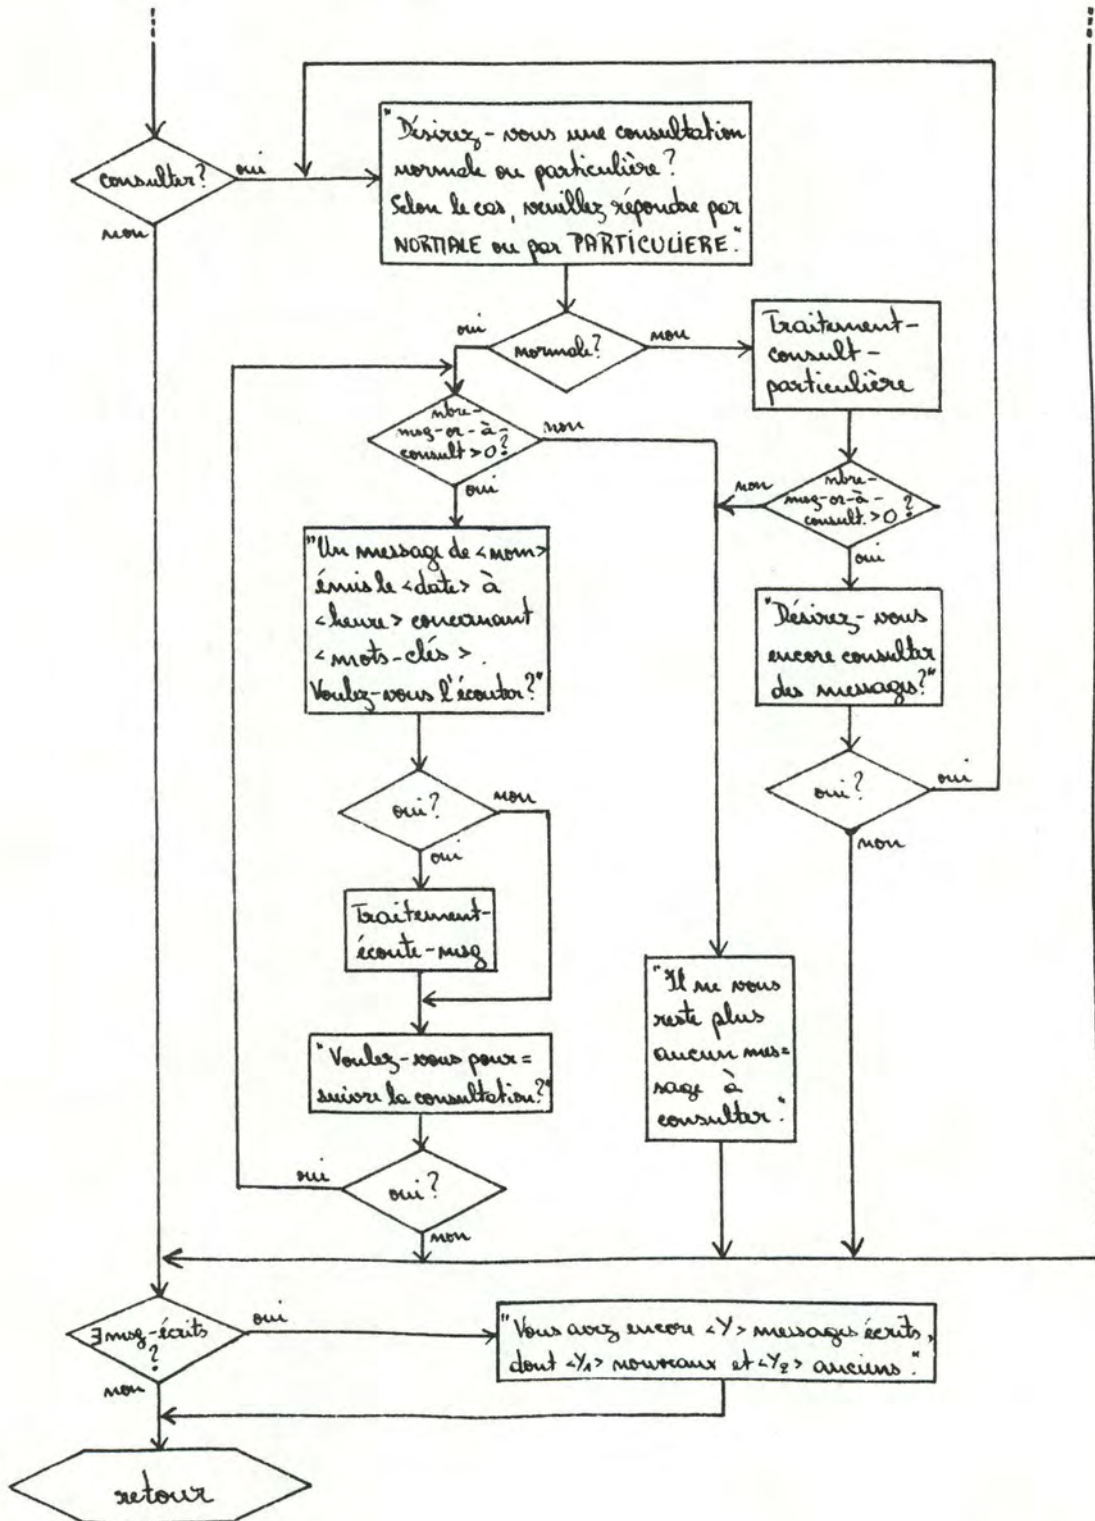 consulter?
oui
non
"Désirez-vous une consultation
normale ou particulière?
Selon le cas, veuillez répondre par
NORMALE ou par PARTICULIERE."
normale?
oui
non
Traitement-
consult-
particulière
nbre-
msg-or-à-
consult>0?
non
oui
nbre-
msg-or-à-
consult.>0?
non
oui
"Un message de <nom>
émis le <date> à
<heure> concernant
<mots-clés>.
Voulez-vous l'écouter?"
"Désirez-vous
encore consulter
des messages?"
oui?
non
oui
oui?
oui
non
Traitement-
écoute-msg
"Il ne vous
reste plus
aucun mes=
sage à
consulter."
"Voulez-vous pour=
suivre la consultation?"
oui?
oui
non
∃ msg-écrits
?
oui
non
"Vous avez encore <Y> messages écrits,
dont <Y1> nouveaux et <Y2> anciens."
retour